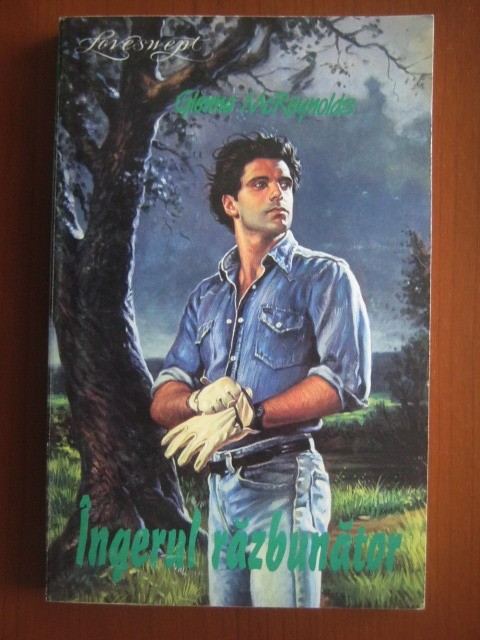 Loveswept
Glenna McReynolds
Îngerul răzbunător